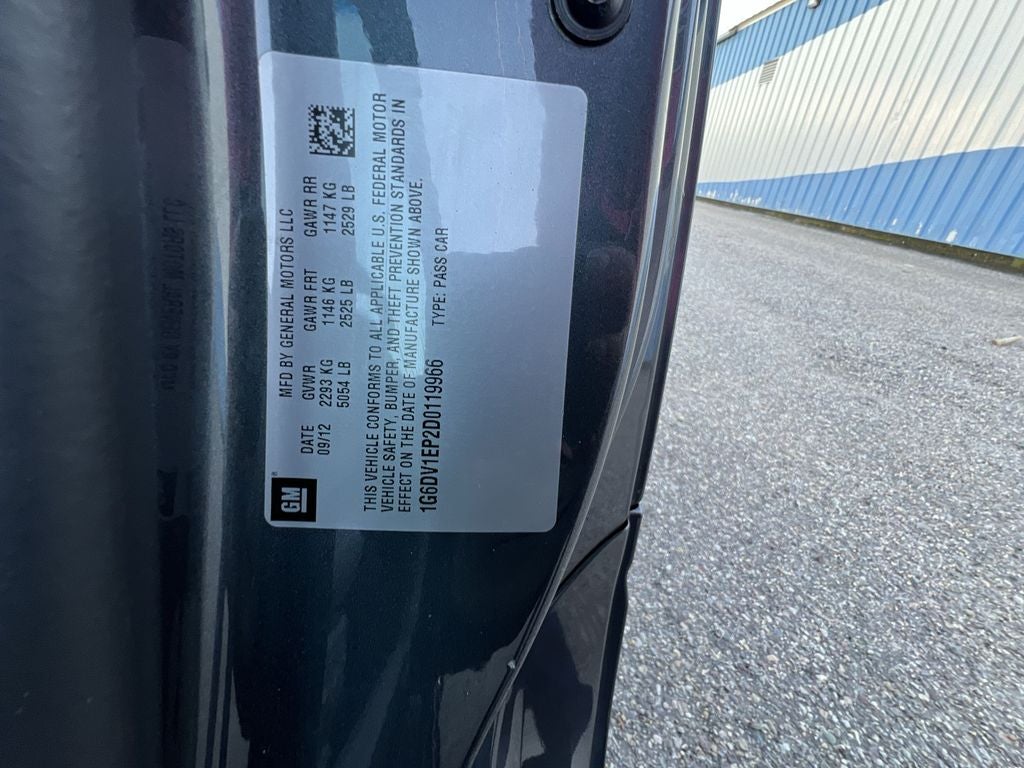 GM
®
MFD BY GENERAL MOTORS LLC
DATE GVWR GAWR FRT GAWR RR
09/12 2293 KG 1146 KG 1147 KG
5054 LB 2525 LB 2529 LB
THIS VEHICLE CONFORMS TO ALL APPLICABLE U.S. FEDERAL MOTOR
VEHICLE SAFETY, BUMPER, AND THEFT PREVENTION STANDARDS IN
EFFECT ON THE DATE OF MANUFACTURE SHOWN ABOVE.
1G6DV1EP2D0119966 TYPE: PASS CAR